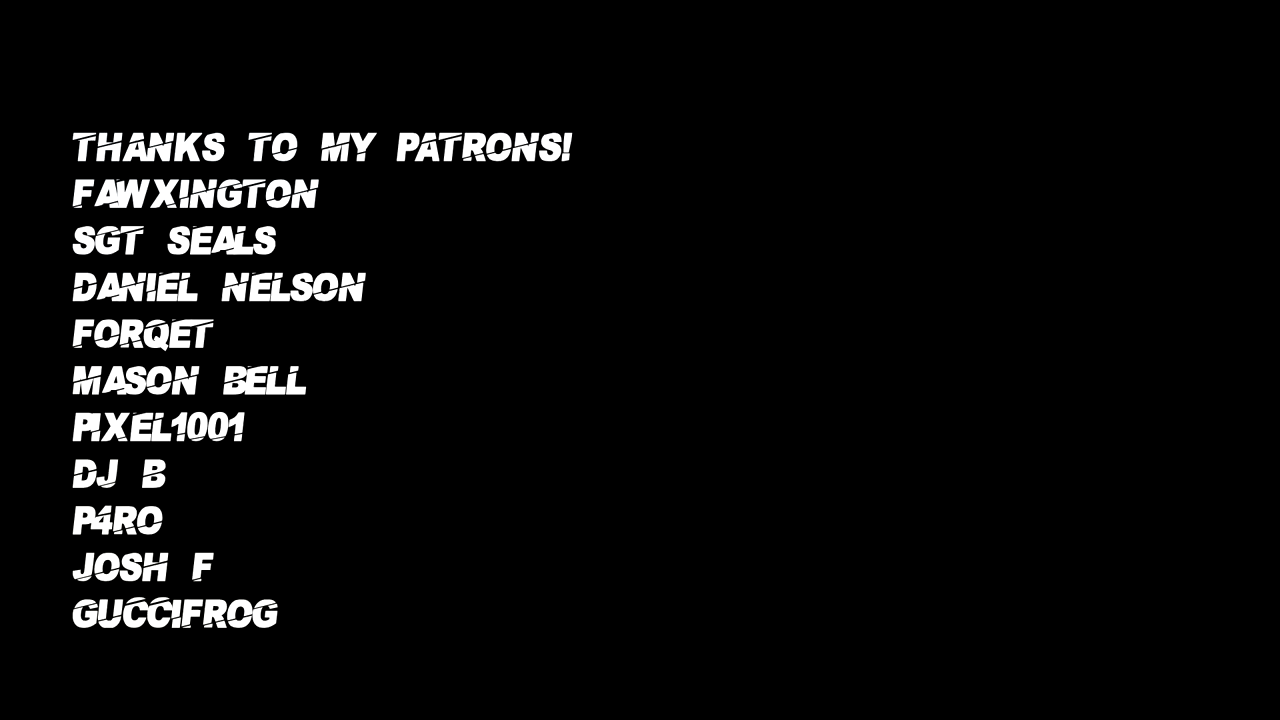 THANKS TO MY PATRONS!
FAWXINGTON
SGT SEALS
DANIEL NELSON
FORQET
MASON BELL
PIXEL1001
DJ B
P4RO
JOSH F
GUCCIFROG